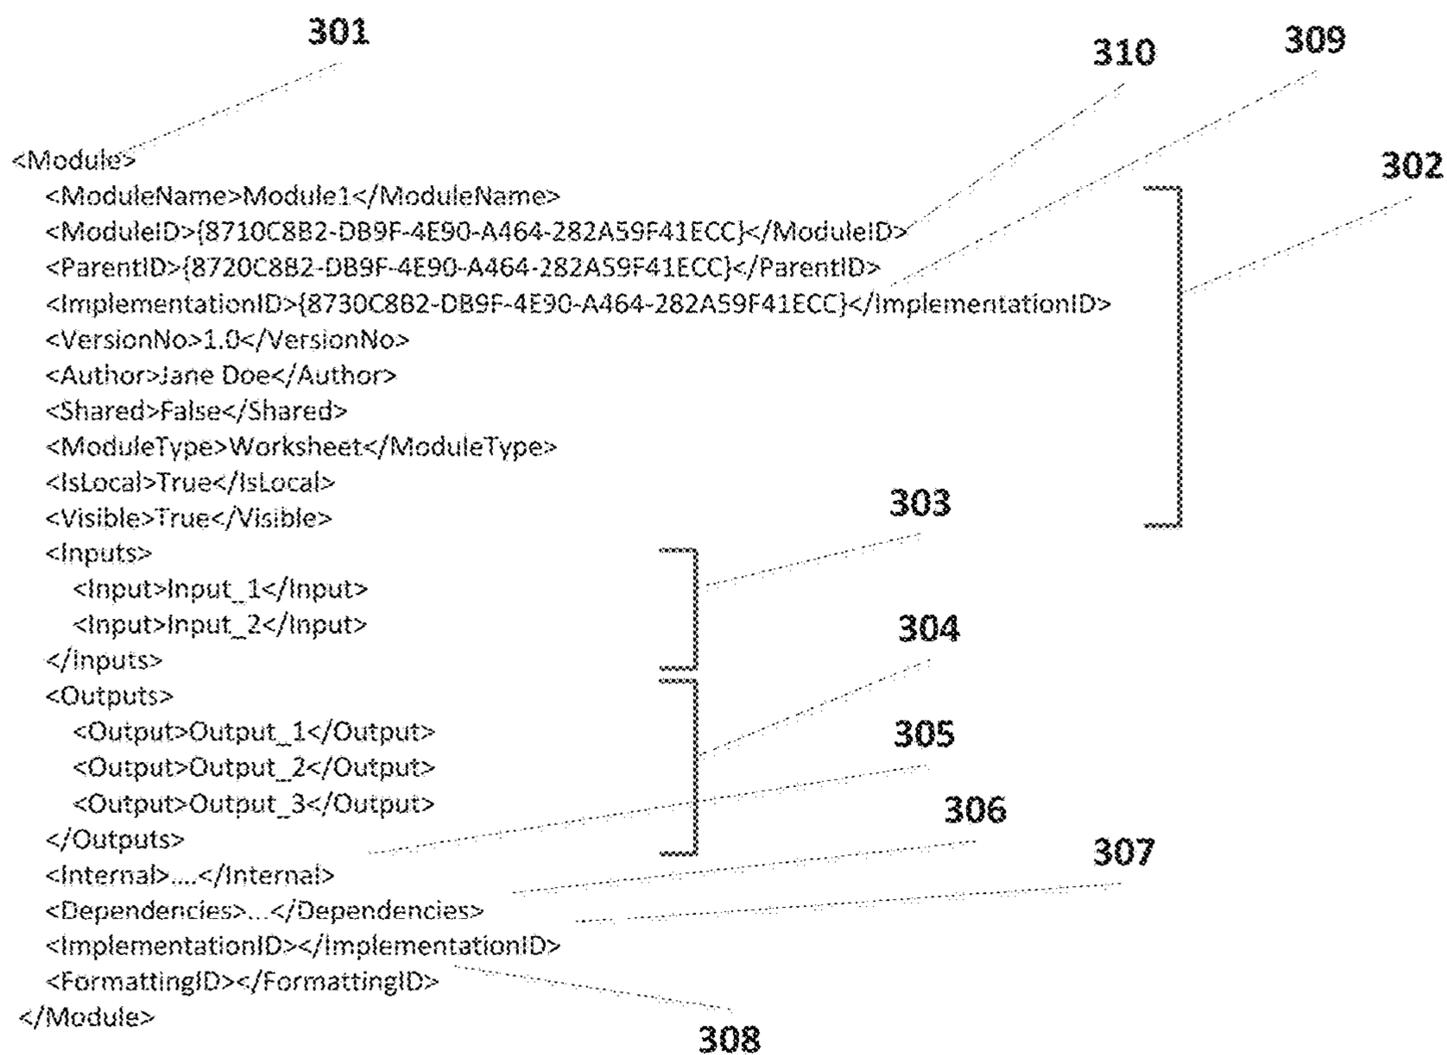 301
310
309
302
<Module>
<ModuleName>Module1</ModuleName>
<ModuleID>{8710C8B2-DB9F-4E90-A464-282A59F41ECC}</ModuleID>
<ParentID>{8720C8B2-DB9F-4E90-A464-282A59F41ECC}</ParentID>
<ImplementationID>{8730C8B2-DB9F-4E90-A464-282A59F41ECC}</ImplementationID>
<VersionNo>1.0</VersionNo>
<Author>Jane Doe</Author>
<Shared>False</Shared>
<ModuleType>Worksheet</ModuleType>
<IsLocal>True</IsLocal>
<Visible>True</Visible>
303
<Inputs>
<Input>Input_1</Input>
<Input>Input_2</Input>
</Inputs>
304
<Outputs>
<Output>Output_1</Output>
305
<Output>Output_2</Output>
<Output>Output_3</Output>
306
</Outputs>
307
<Internal>....</Internal>
<Dependencies>...</Dependencies>
<ImplementationID></ImplementationID>
<FormattingID></FormattingID>
</Module>
308